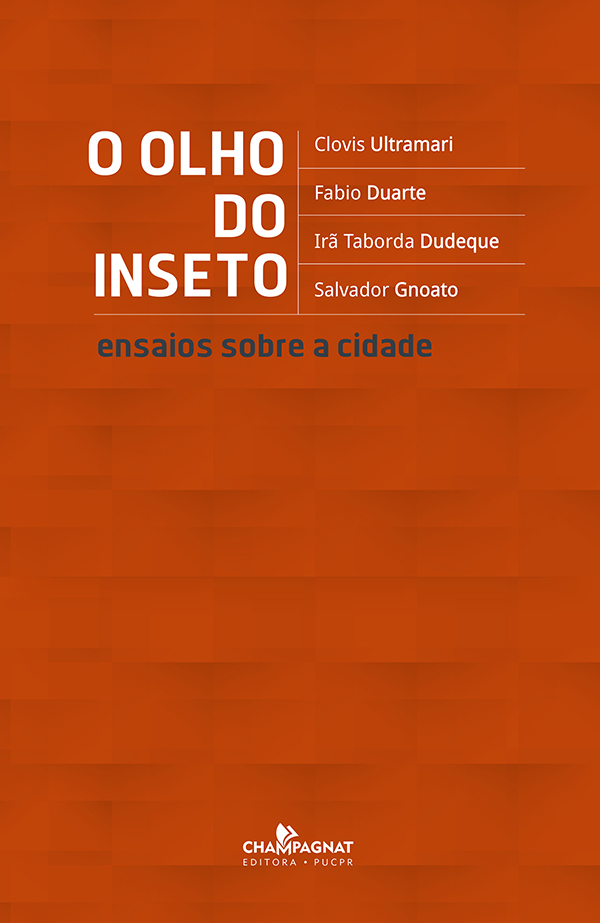 O OLHO
DO
INSETO
Clovis Ultramari
Fabio Duarte
Irã Taborda Dudeque
Salvador Gnoato
ensaios sobre a cidade
CHAMPAGNAT
EDITORA • PUCPR